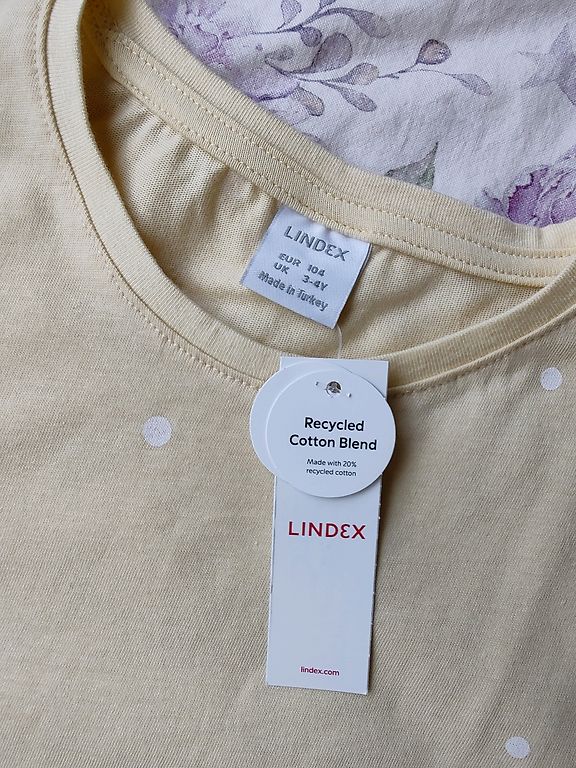 LINDEX
EUR 104
UK 3-4Y
Made in Turkey
Recycled
Cotton Blend
Made with 20%
recycled cotton
LINDEX
lindex.com